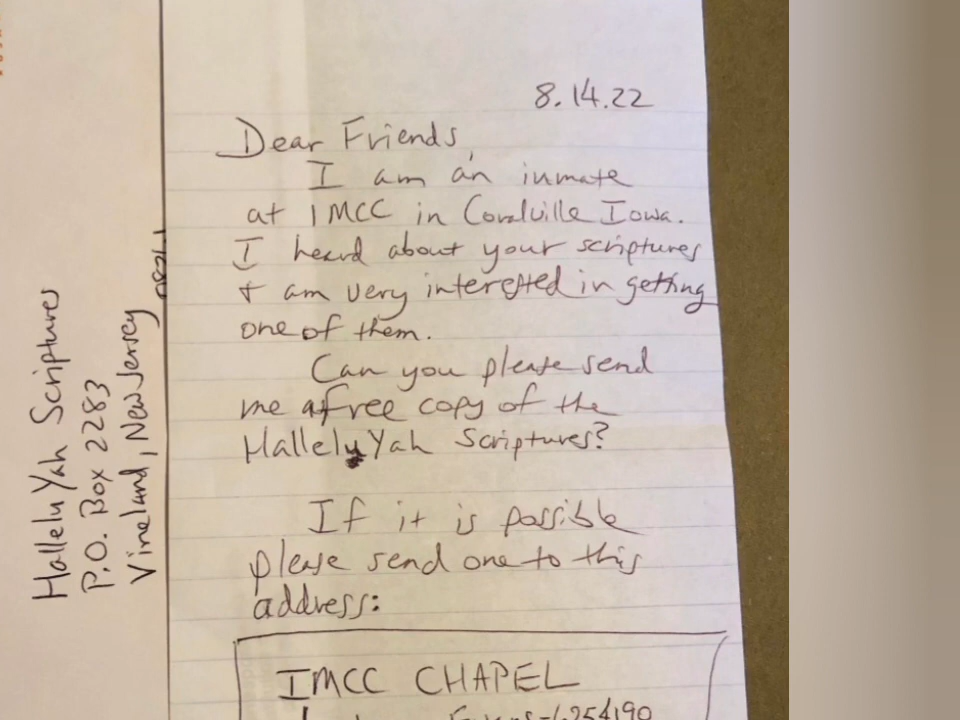 HalleluYah Scriptures
P.O. Box 2283
Vineland, New Jersey
8.14.22
Dear Friends,
I am an inmate
at IMCC in Coralville Iowa.
I heard about your scriptures
+ am very interested in getting
one of them.
Can you please send
me a free copy of the
HalleluYah Scriptures?
If it is possible
please send one to this
address:
IMCC CHAPEL